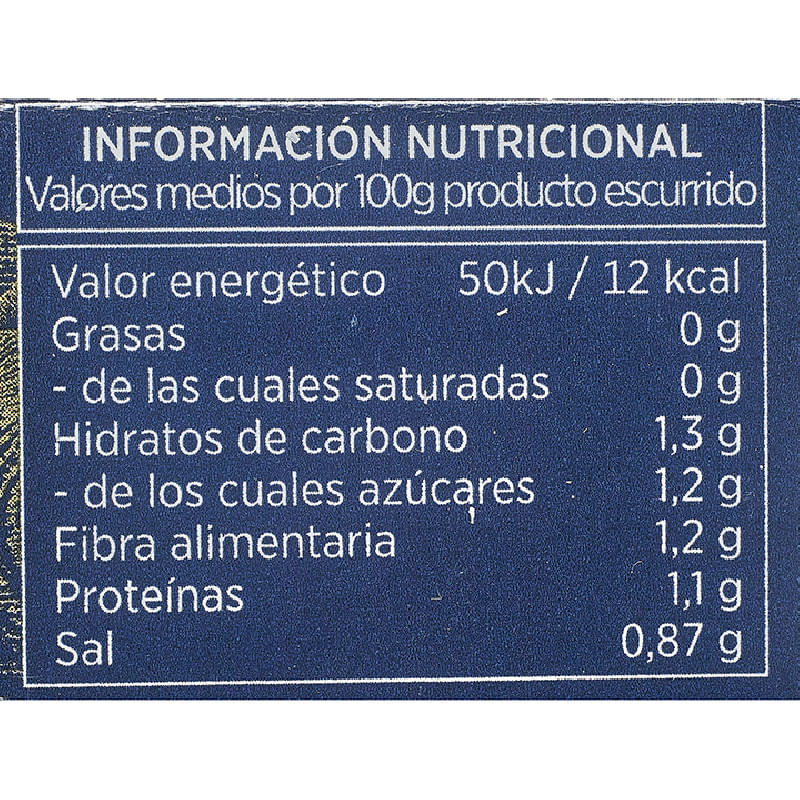 INFORMACIÓN NUTRICIONAL
Valores medios por 100g producto escurrido
Valor energético 50kJ / 12 kcal
Grasas 0 g
- de las cuales saturadas 0 g
Hidratos de carbono 1,3 g
- de los cuales azúcares 1,2 g
Fibra alimentaria 1,2 g
Proteínas 1,1 g
Sal 0,87 g